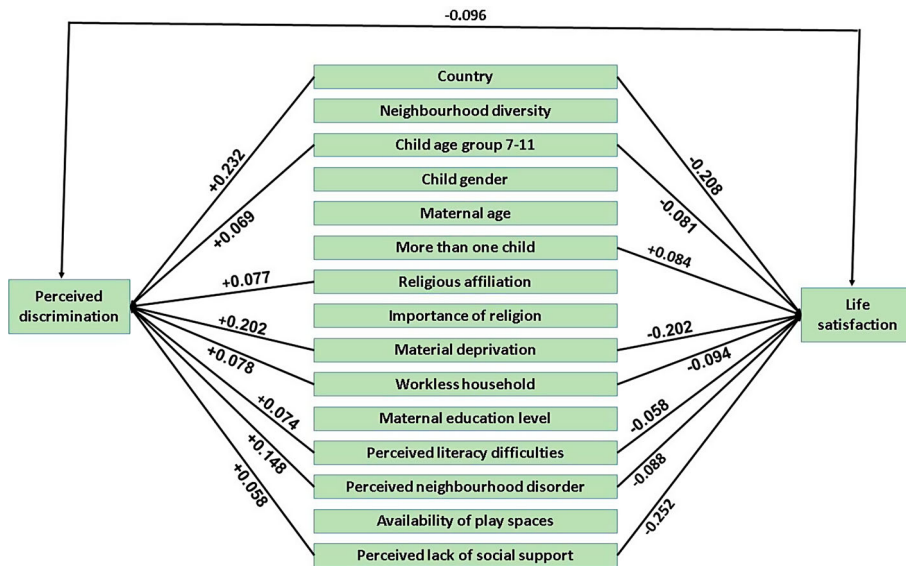 -0.096
Country
Neighbourhood diversity
Child age group 7-11
Child gender
Maternal age
More than one child
Religious affiliation
Importance of religion
Material deprivation
Workless household
Maternal education level
Perceived literacy difficulties
Perceived neighbourhood disorder
Availability of play spaces
Perceived lack of social support
Perceived
discrimination
+0.232
+0.069
+0.077
+0.202
+0.078
+0.074
+0.148
+0.058
-0.208
-0.081
+0.084
-0.202
-0.094
-0.058
-0.088
-0.252
Life
satisfaction